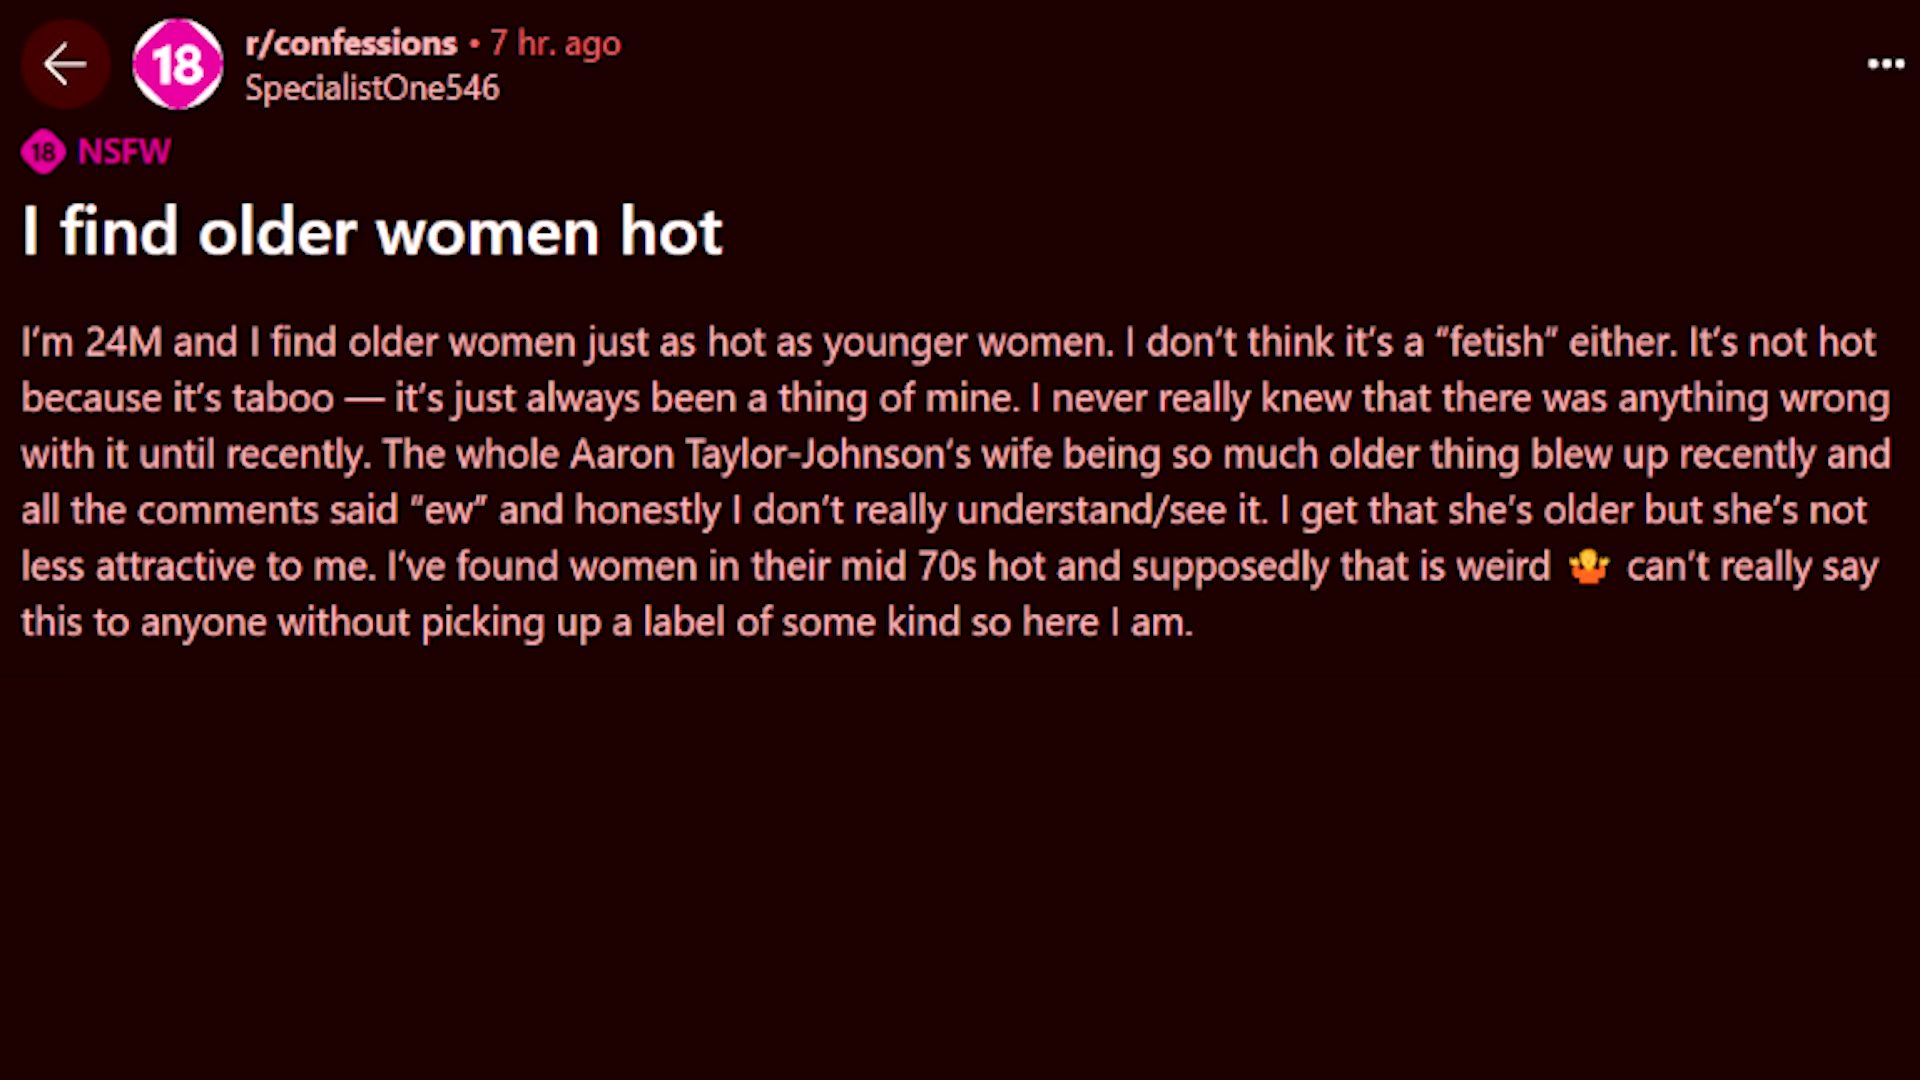 18
r/confessions • 7 hr. ago
SpecialistOne546
18 NSFW
I find older women hot
I’m 24M and I find older women just as hot as younger women. I don’t think it’s a “fetish” either. It’s not hot
because it’s taboo — it’s just always been a thing of mine. I never really knew that there was anything wrong
with it until recently. The whole Aaron Taylor-Johnson’s wife being so much older thing blew up recently and
all the comments said “ew” and honestly I don’t really understand/see it. I get that she’s older but she’s not
less attractive to me. I’ve found women in their mid 70s hot and supposedly that is weird 🤷 can’t really say
this to anyone without picking up a label of some kind so here I am.